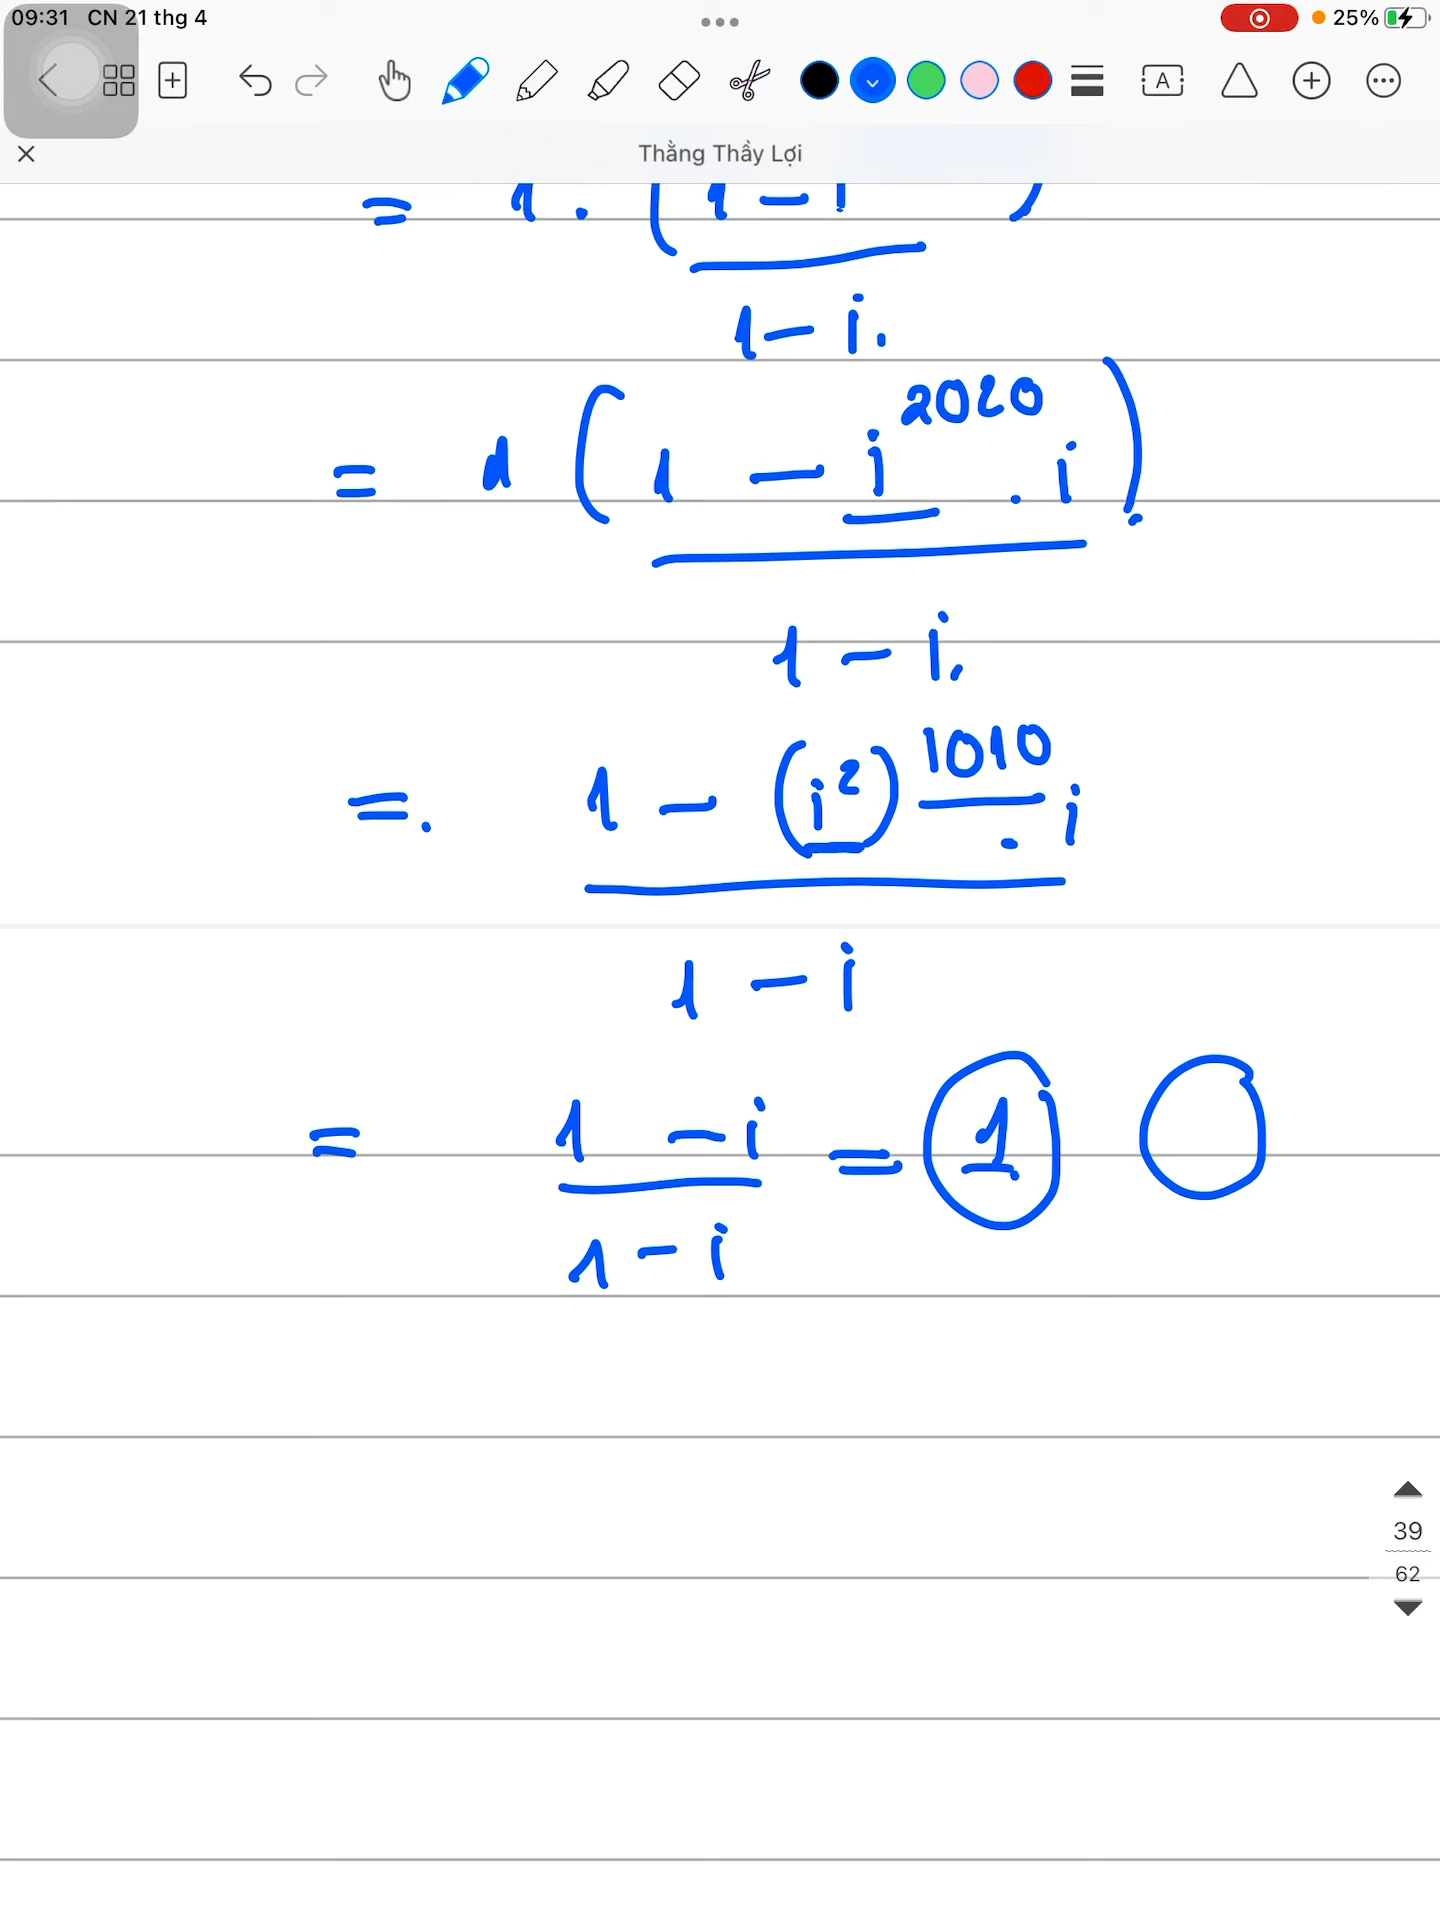 09:31 CN 21 thg 4 25%
A
Thằng Thầy Lợi
= 1 . ( 1 - i )
1 - i.
= 1 ( 1 - i^2020 . i )
1 - i.
=. 1 - (i^2)^1010 . i
1 - i
= 1 - i =. 1
1 - i
39
62